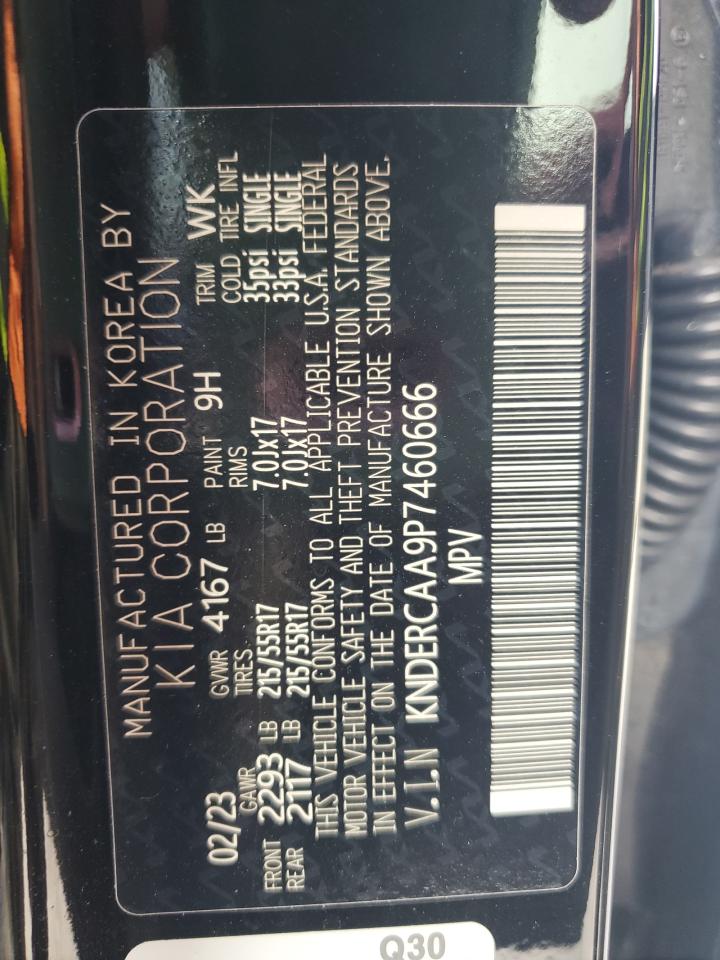 MANUFACTURED IN KOREA BY
KIA CORPORATION
02/23 GVWR 4167 LB PAINT 9H TRIM WK
GAWR TIRES RIMS COLD TIRE INFL
FRONT 2293 LB 215/55R17 7.0Jx17 35psi SINGLE
REAR 2117 LB 215/55R17 7.0Jx17 33psi SINGLE
THIS VEHICLE CONFORMS TO ALL APPLICABLE U.S.A. FEDERAL
MOTOR VEHICLE SAFETY AND THEFT PREVENTION STANDARDS
IN EFFECT ON THE DATE OF MANUFACTURE SHOWN ABOVE.
V.I.N KNDERCAA9P7460666
MPV
Q30